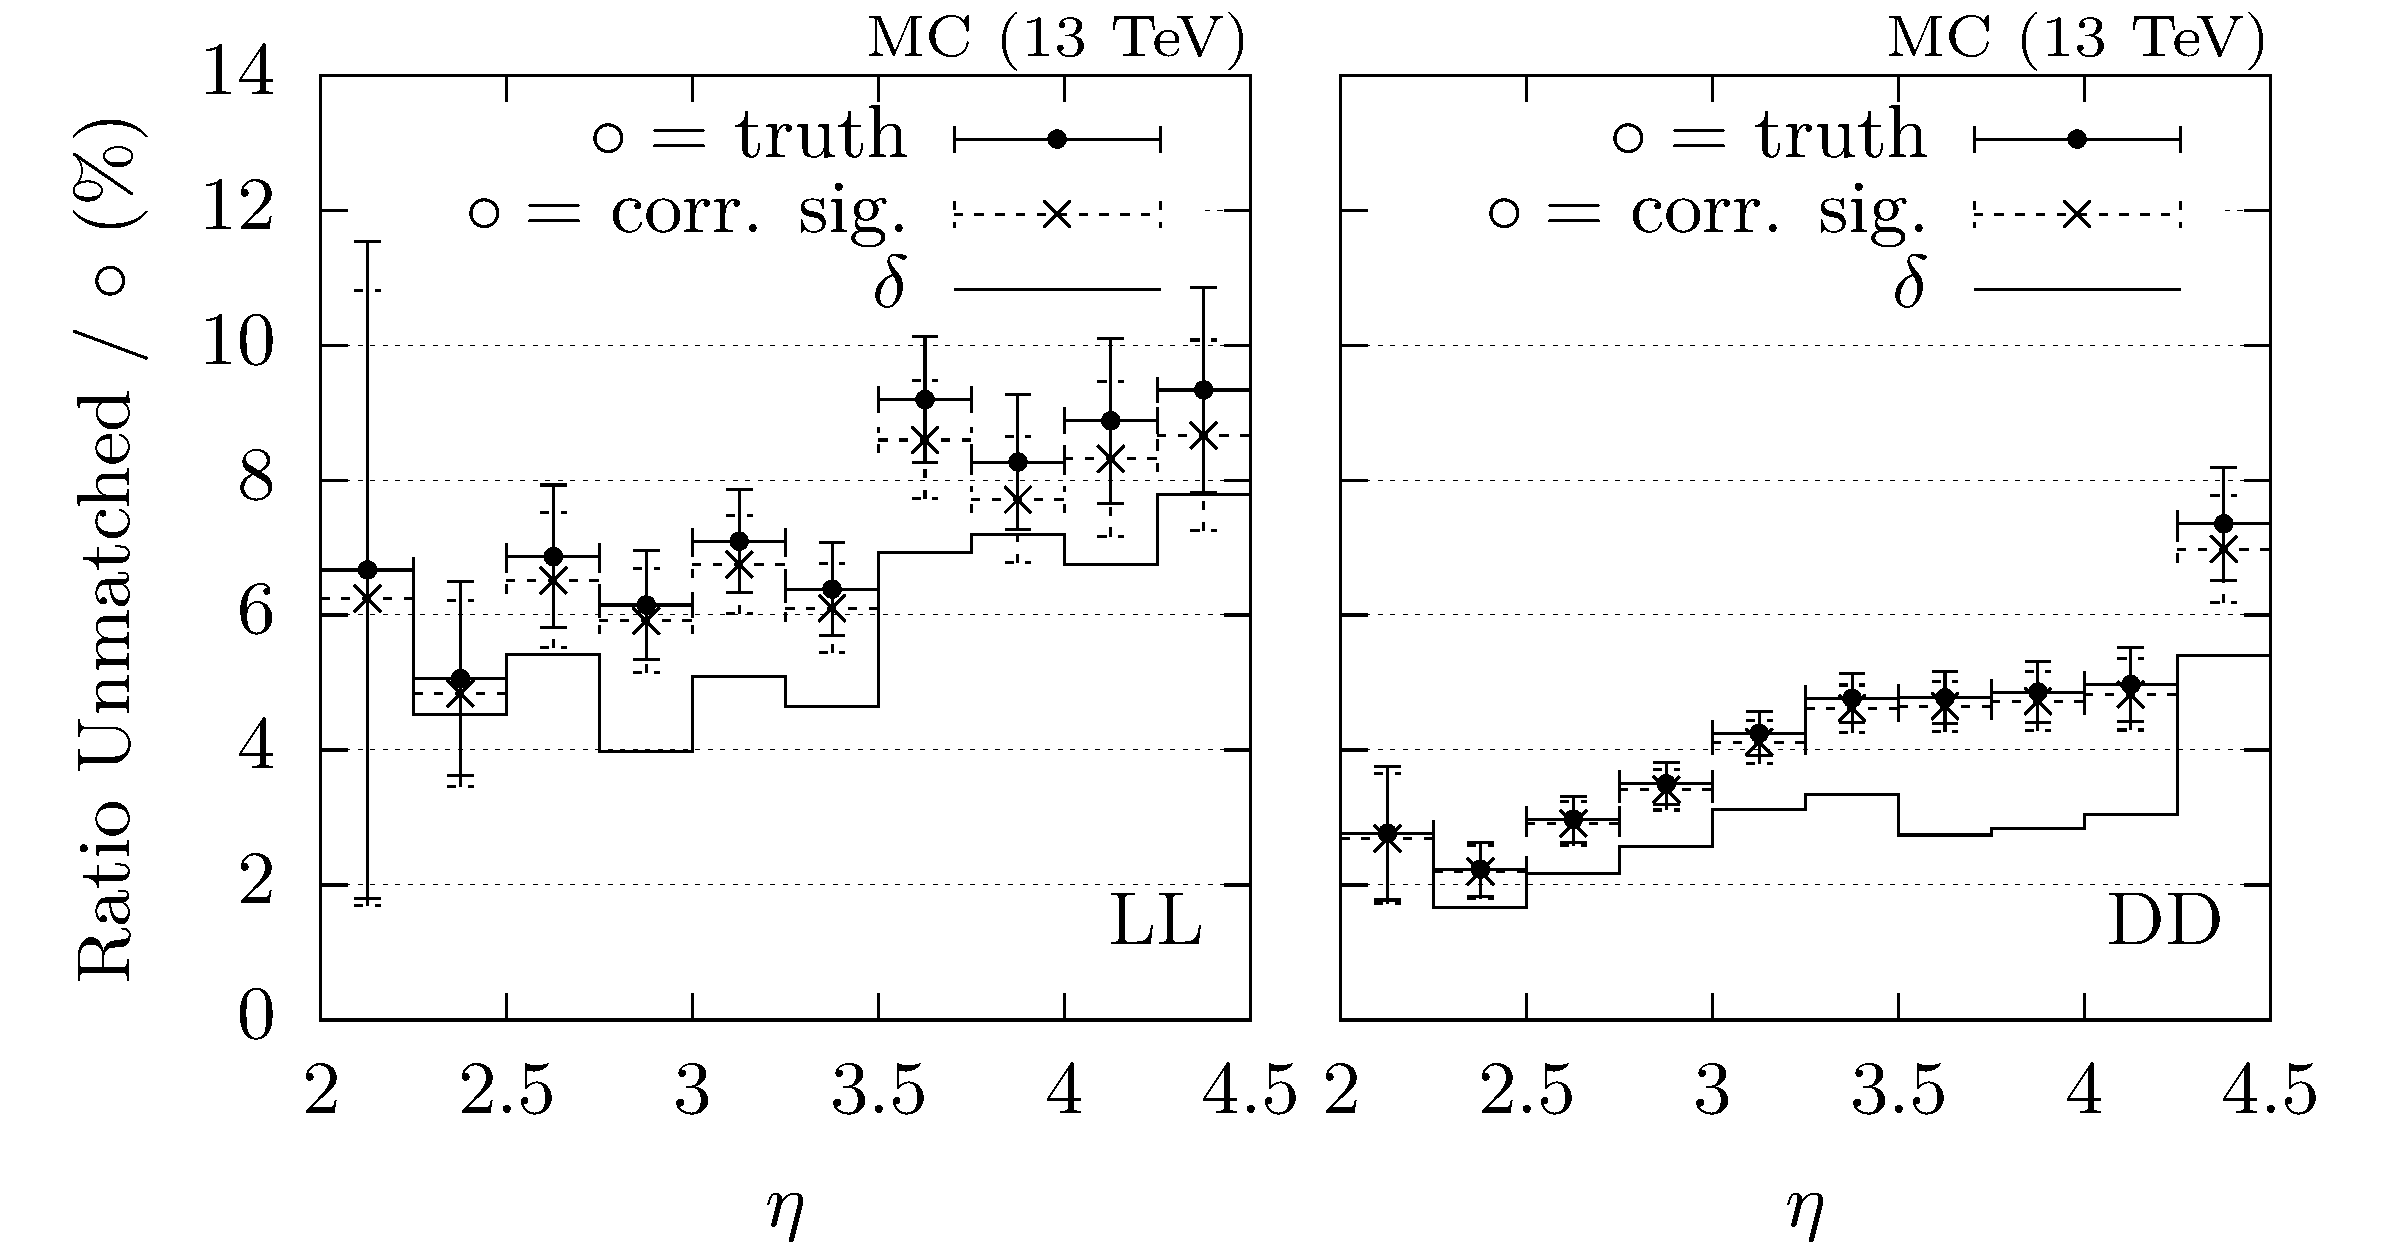 MC (13 TeV)
MC (13 TeV)
Ratio Unmatched / ∘ (%)
14
12
10
8
6
4
2
0
∘ = truth
∘ = corr. sig.
δ
LL
2 2.5 3 3.5 4 4.5
η
∘ = truth
∘ = corr. sig.
δ
DD
2 2.5 3 3.5 4 4.5
η